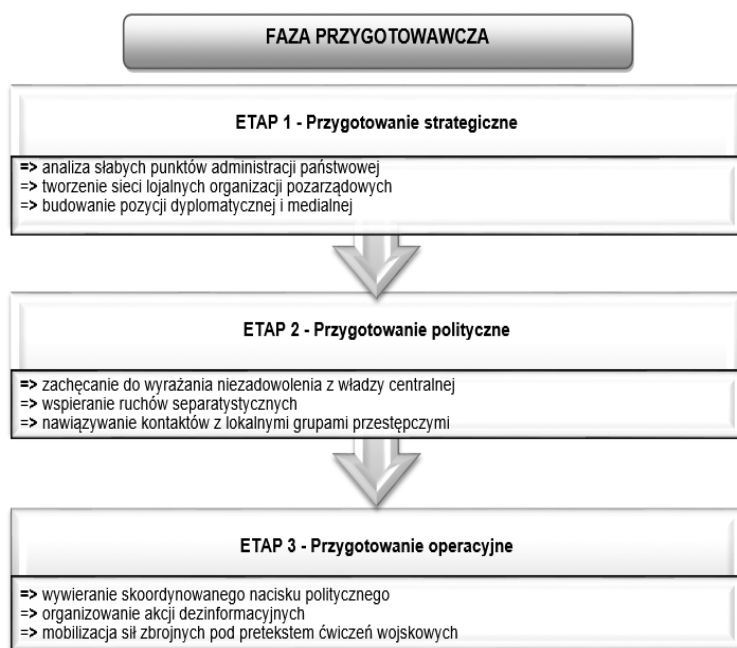 FAZA PRZYGOTOWAWCZA
ETAP 1 - Przygotowanie strategiczne
=> analiza słabych punktów administracji państwowej
=> tworzenie sieci lojalnych organizacji pozarządowych
=> budowanie pozycji dyplomatycznej i medialnej
ETAP 2 - Przygotowanie polityczne
=> zachęcanie do wyrażania niezadowolenia z władzy centralnej
=> wspieranie ruchów separatystycznych
=> nawiązywanie kontaktów z lokalnymi grupami przestępczymi
ETAP 3 - Przygotowanie operacyjne
=> wywieranie skoordynowanego nacisku politycznego
=> organizowanie akcji dezinformacyjnych
=> mobilizacja sił zbrojnych pod pretekstem ćwiczeń wojskowych